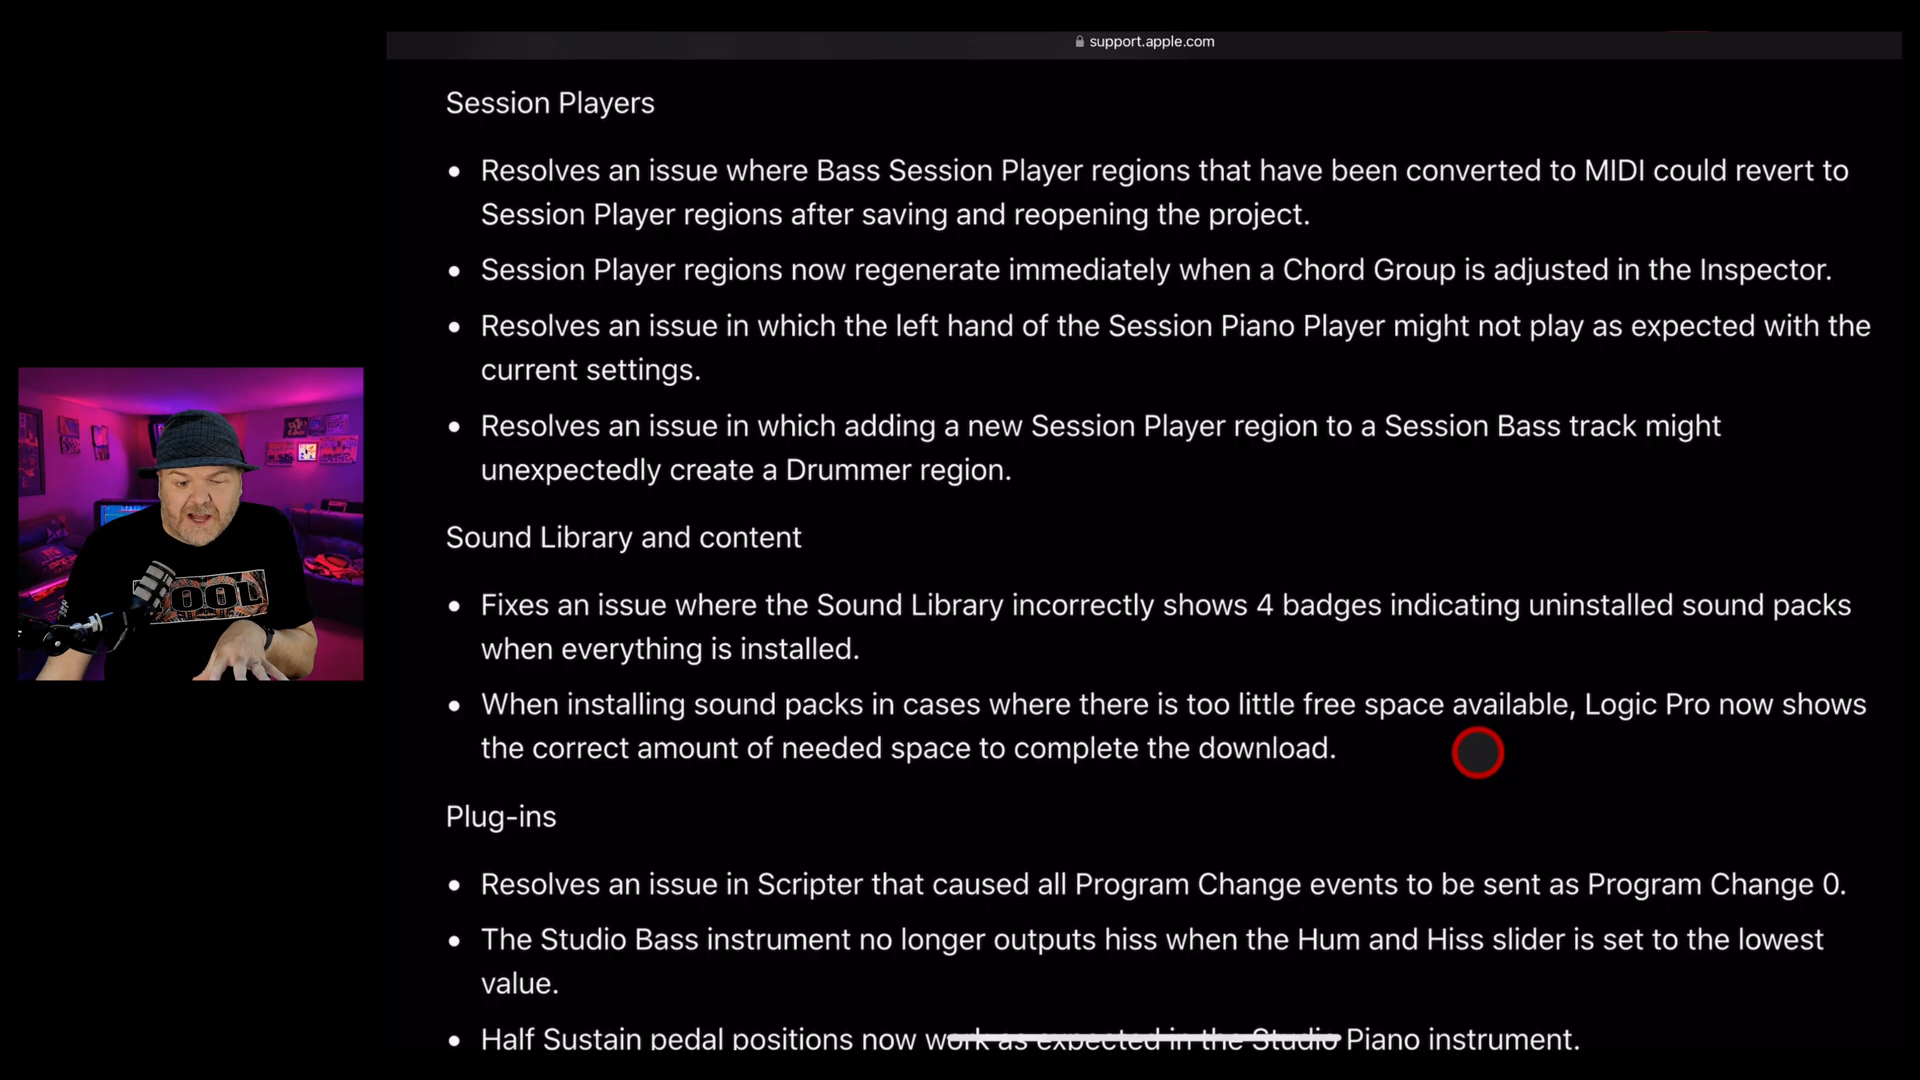 support.apple.com
Session Players
• Resolves an issue where Bass Session Player regions that have been converted to MIDI could revert to
Session Player regions after saving and reopening the project.
• Session Player regions now regenerate immediately when a Chord Group is adjusted in the Inspector.
• Resolves an issue in which the left hand of the Session Piano Player might not play as expected with the
current settings.
• Resolves an issue in which adding a new Session Player region to a Session Bass track might
unexpectedly create a Drummer region.
Sound Library and content
• Fixes an issue where the Sound Library incorrectly shows 4 badges indicating uninstalled sound packs
when everything is installed.
• When installing sound packs in cases where there is too little free space available, Logic Pro now shows
the correct amount of needed space to complete the download.
Plug-ins
• Resolves an issue in Scripter that caused all Program Change events to be sent as Program Change 0.
• The Studio Bass instrument no longer outputs hiss when the Hum and Hiss slider is set to the lowest
value.
• Half Sustain pedal positions now work as expected in the Studio Piano instrument.
TOOL